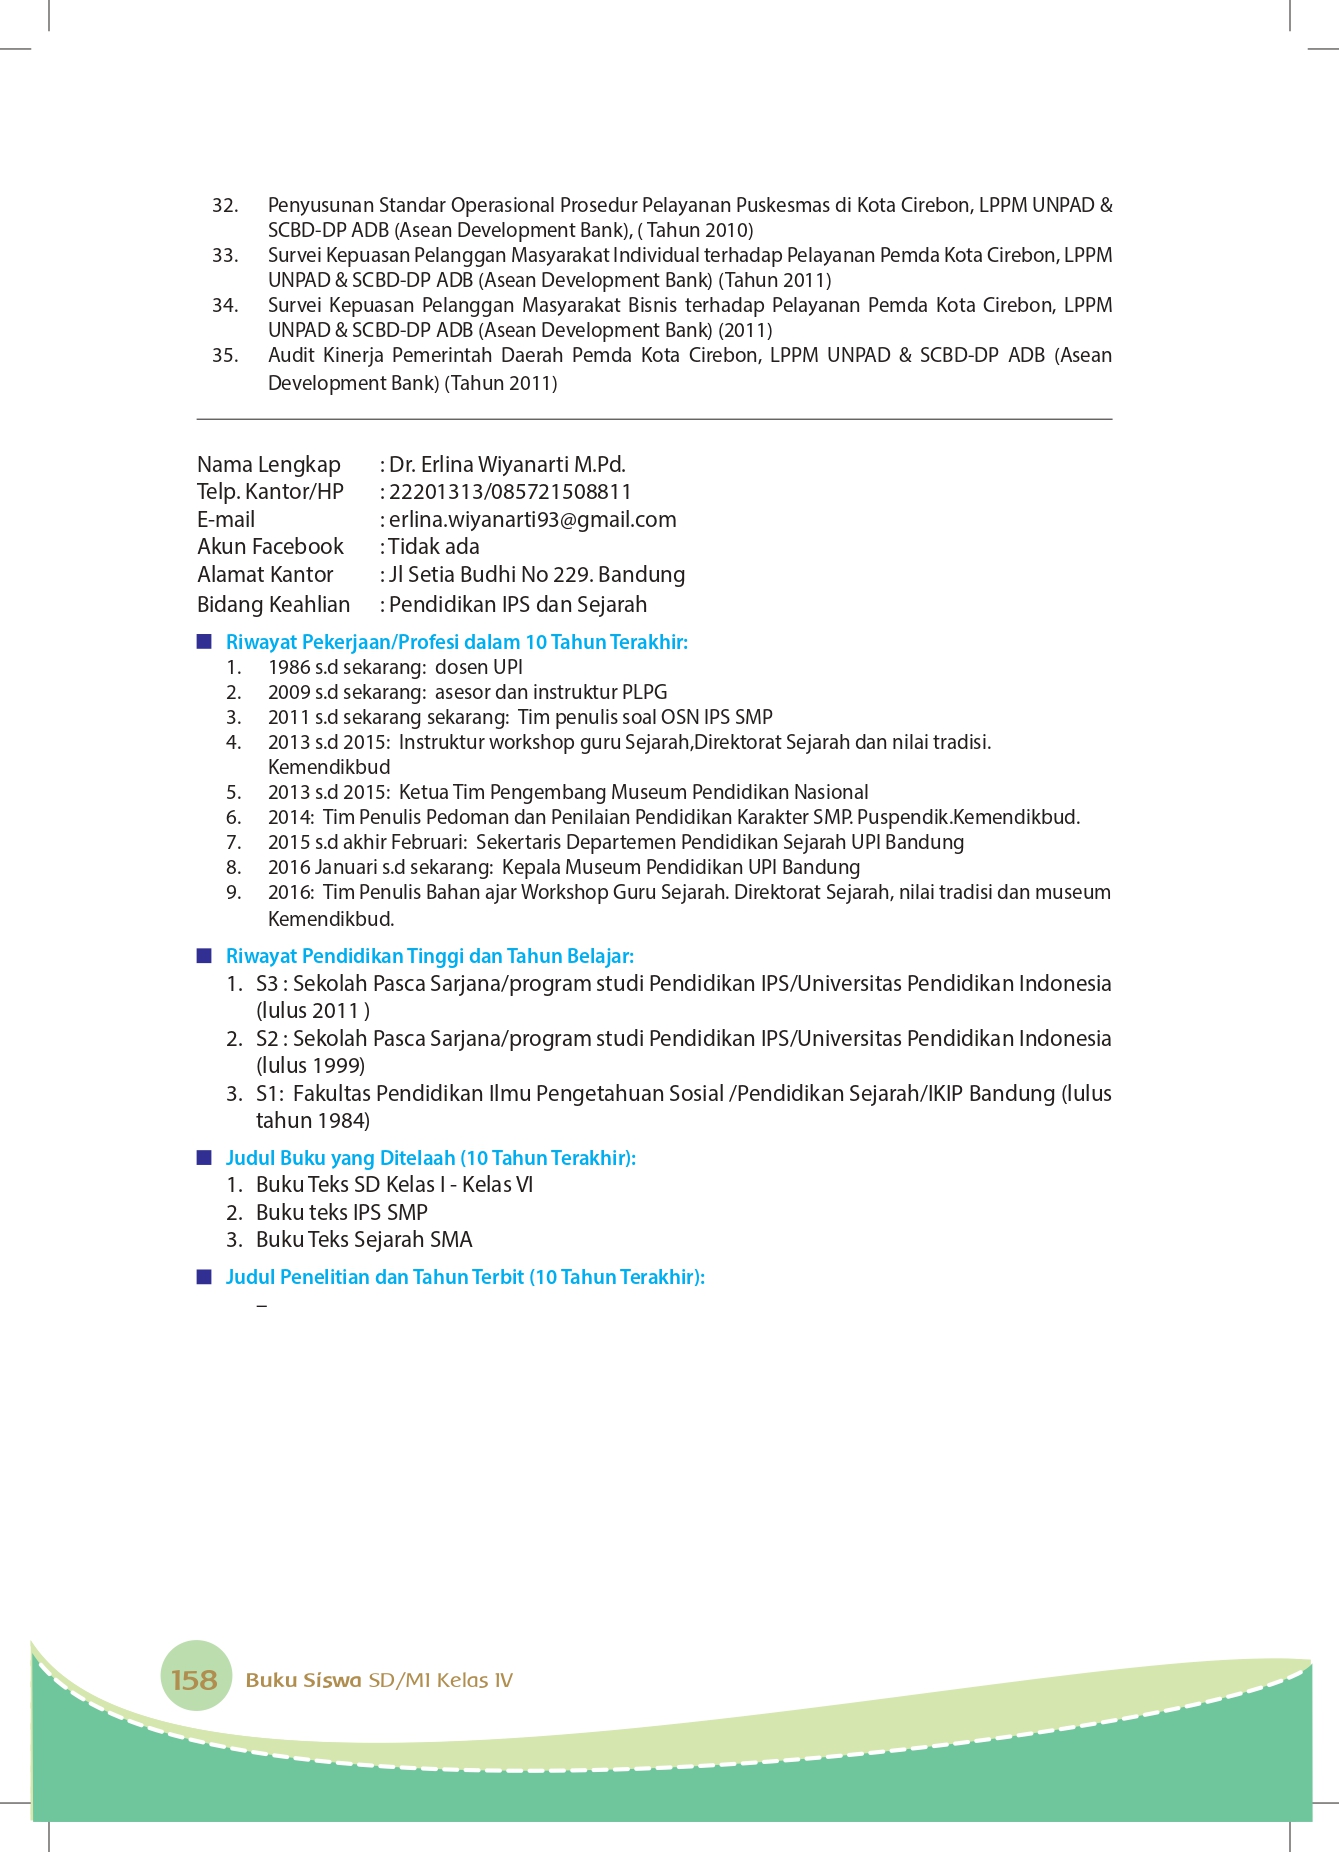 32. Penyusunan Standar Operasional Prosedur Pelayanan Puskesmas di Kota Cirebon, LPPM UNPAD &
SCBD-DP ADB (Asean Development Bank), ( Tahun 2010)
33. Survei Kepuasan Pelanggan Masyarakat Individual terhadap Pelayanan Pemda Kota Cirebon, LPPM
UNPAD & SCBD-DP ADB (Asean Development Bank) (Tahun 2011)
34. Survei Kepuasan Pelanggan Masyarakat Bisnis terhadap Pelayanan Pemda Kota Cirebon, LPPM
UNPAD & SCBD-DP ADB (Asean Development Bank) (2011)
35. Audit Kinerja Pemerintah Daerah Pemda Kota Cirebon, LPPM UNPAD & SCBD-DP ADB (Asean
Development Bank) (Tahun 2011)
Nama Lengkap : Dr. Erlina Wiyanarti M.Pd.
Telp. Kantor/HP : 22201313/085721508811
E-mail : erlina.wiyanarti93@gmail.com
Akun Facebook : Tidak ada
Alamat Kantor : Jl Setia Budhi No 229. Bandung
Bidang Keahlian : Pendidikan IPS dan Sejarah
Riwayat Pekerjaan/Profesi dalam 10 Tahun Terakhir:
1. 1986 s.d sekarang: dosen UPI
2. 2009 s.d sekarang: asesor dan instruktur PLPG
3. 2011 s.d sekarang sekarang: Tim penulis soal OSN IPS SMP
4. 2013 s.d 2015: Instruktur workshop guru Sejarah,Direktorat Sejarah dan nilai tradisi.
Kemendikbud
5. 2013 s.d 2015: Ketua Tim Pengembang Museum Pendidikan Nasional
6. 2014: Tim Penulis Pedoman dan Penilaian Pendidikan Karakter SMP. Puspendik.Kemendikbud.
7. 2015 s.d akhir Februari: Sekertaris Departemen Pendidikan Sejarah UPI Bandung
8. 2016 Januari s.d sekarang: Kepala Museum Pendidikan UPI Bandung
9. 2016: Tim Penulis Bahan ajar Workshop Guru Sejarah. Direktorat Sejarah, nilai tradisi dan museum
Kemendikbud.
Riwayat Pendidikan Tinggi dan Tahun Belajar:
1. S3 : Sekolah Pasca Sarjana/program studi Pendidikan IPS/Universitas Pendidikan Indonesia
(lulus 2011 )
2. S2 : Sekolah Pasca Sarjana/program studi Pendidikan IPS/Universitas Pendidikan Indonesia
(lulus 1999)
3. S1: Fakultas Pendidikan Ilmu Pengetahuan Sosial /Pendidikan Sejarah/IKIP Bandung (lulus
tahun 1984)
Judul Buku yang Ditelaah (10 Tahun Terakhir):
1. Buku Teks SD Kelas I - Kelas VI
2. Buku teks IPS SMP
3. Buku Teks Sejarah SMA
Judul Penelitian dan Tahun Terbit (10 Tahun Terakhir):
–
158 Buku Siswa SD/MI Kelas IV